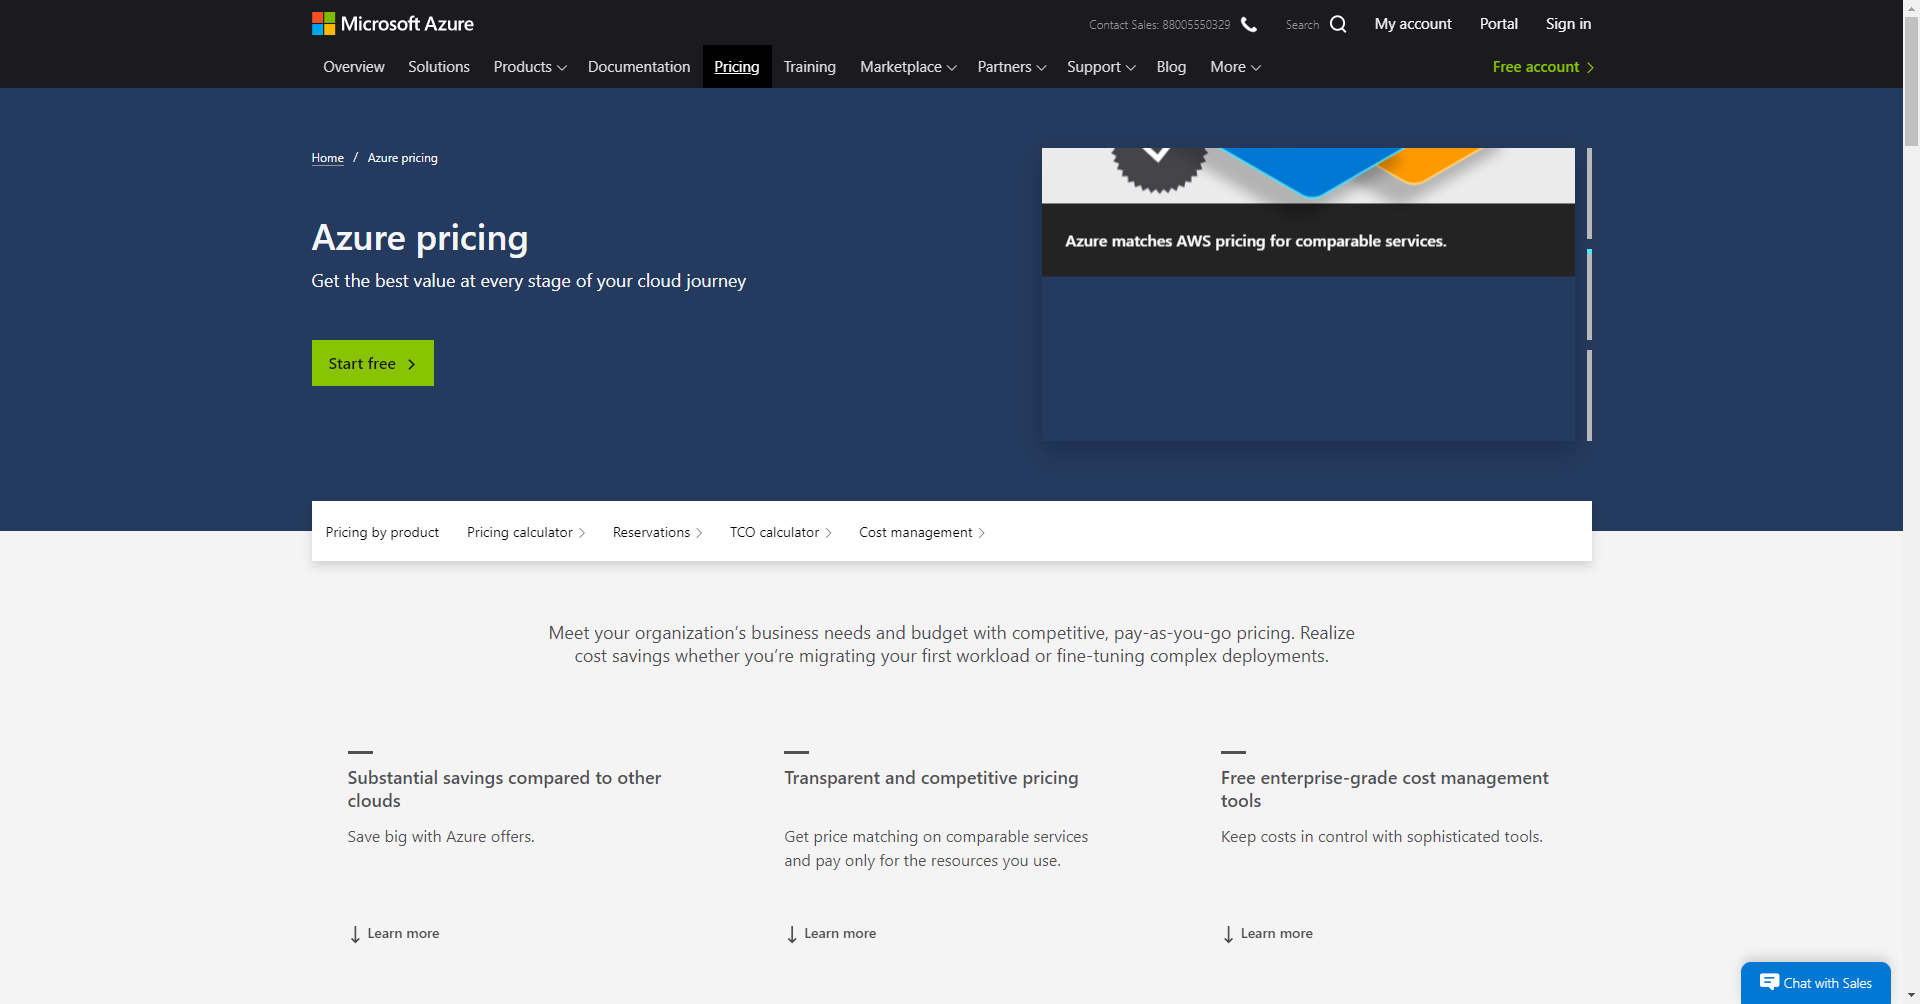 Microsoft Azure
Contact Sales: 88005550329
Search
My account
Portal
Sign in
Overview
Solutions
Products
Documentation
Pricing
Training
Marketplace
Partners
Support
Blog
More
Free account
Home / Azure pricing
Azure pricing
Get the best value at every stage of your cloud journey
Start free
Azure matches AWS pricing for comparable services.
Pricing by product
Pricing calculator
Reservations
TCO calculator
Cost management
Meet your organization’s business needs and budget with competitive, pay-as-you-go pricing. Realize
cost savings whether you’re migrating your first workload or fine-tuning complex deployments.
Substantial savings compared to other
clouds
Save big with Azure offers.
Learn more
Transparent and competitive pricing
Get price matching on comparable services
and pay only for the resources you use.
Learn more
Free enterprise-grade cost management
tools
Keep costs in control with sophisticated tools.
Learn more
Chat with Sales